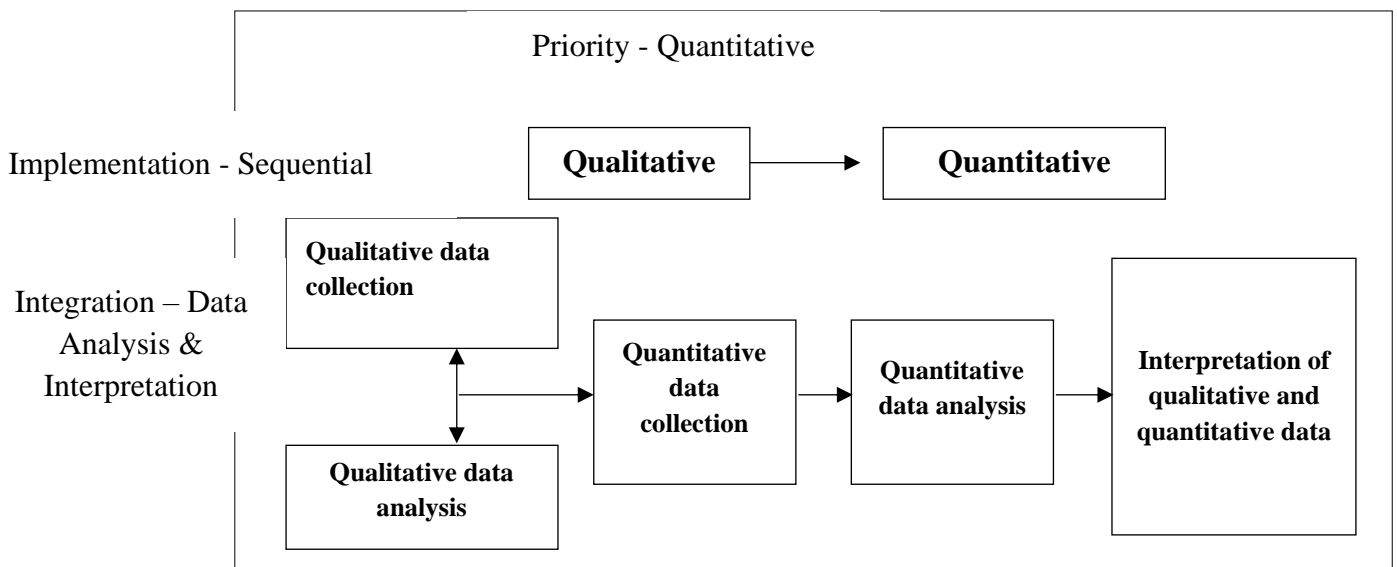 Priority - Quantitative
Implementation - Sequential
Qualitative
Quantitative
Qualitative data
collection
Integration – Data
Analysis &
Interpretation
Qualitative data
analysis
Quantitative
data
collection
Quantitative
data analysis
Interpretation of
qualitative and
quantitative data